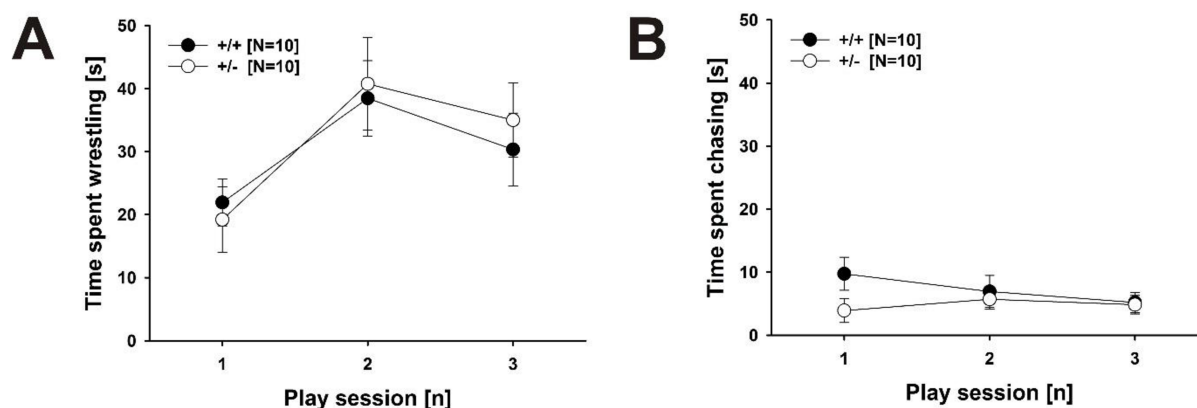 A
Time spent wrestling [s]
50
40
30
20
10
0
+/+ [N=10]
+/- [N=10]
1 2 3
Play session [n]
B
Time spent chasing [s]
50
40
30
20
10
0
+/+ [N=10]
+/- [N=10]
1 2 3
Play session [n]